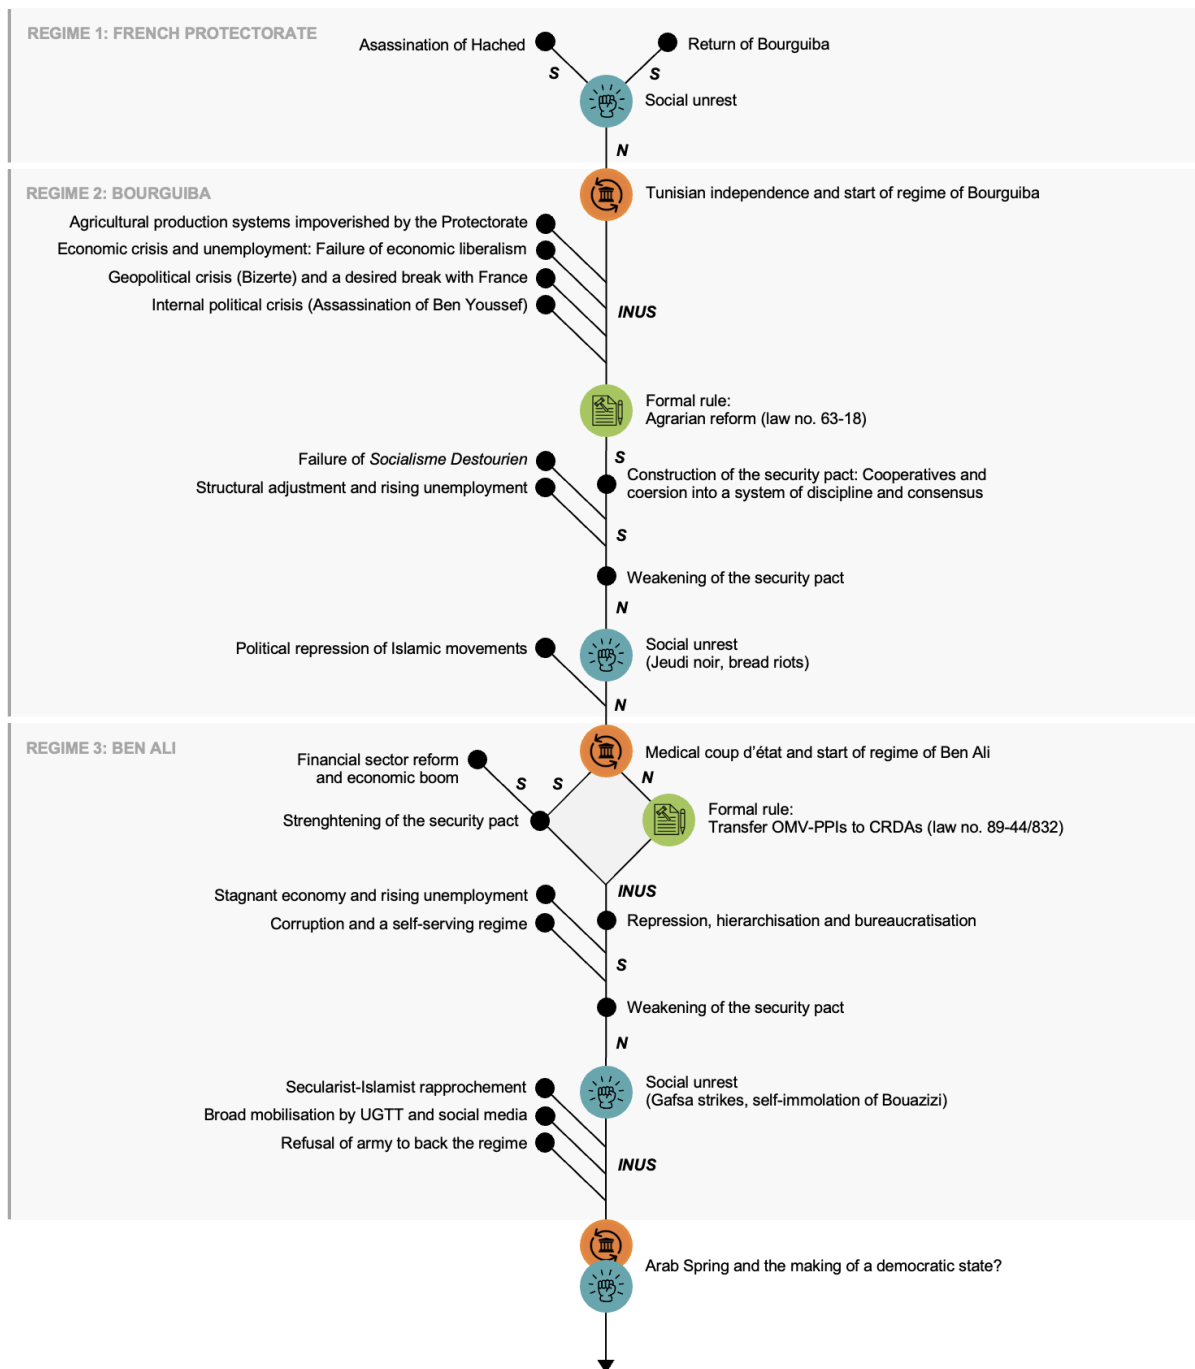 REGIME 1: FRENCH PROTECTORATE
Asassination of Hached
Return of Bourguiba
S
S
Social unrest
N
REGIME 2: BOURGUIBA
Tunisian independence and start of regime of Bourguiba
Agricultural production systems impoverished by the Protectorate
Economic crisis and unemployment: Failure of economic liberalism
Geopolitical crisis (Bizerte) and a desired break with France
Internal political crisis (Assassination of Ben Youssef)
INUS
Formal rule:
Agrarian reform (law no. 63-18)
S
Failure of Socialisme Destourien
Structural adjustment and rising unemployment
Construction of the security pact: Cooperatives and
coersion into a system of discipline and consensus
S
Weakening of the security pact
N
Political repression of Islamic movements
Social unrest
(Jeudi noir, bread riots)
N
REGIME 3: BEN ALI
Medical coup d’état and start of regime of Ben Ali
Financial sector reform
and economic boom
S
S
N
Strenghtening of the security pact
Formal rule:
Transfer OMV-PPIs to CRDAs (law no. 89-44/832)
INUS
Stagnant economy and rising unemployment
Corruption and a self-serving regime
Repression, hierarchisation and bureaucratisation
S
Weakening of the security pact
N
Secularist-Islamist rapprochement
Broad mobilisation by UGTT and social media
Refusal of army to back the regime
Social unrest
(Gafsa strikes, self-immolation of Bouazizi)
INUS
Arab Spring and the making of a democratic state?